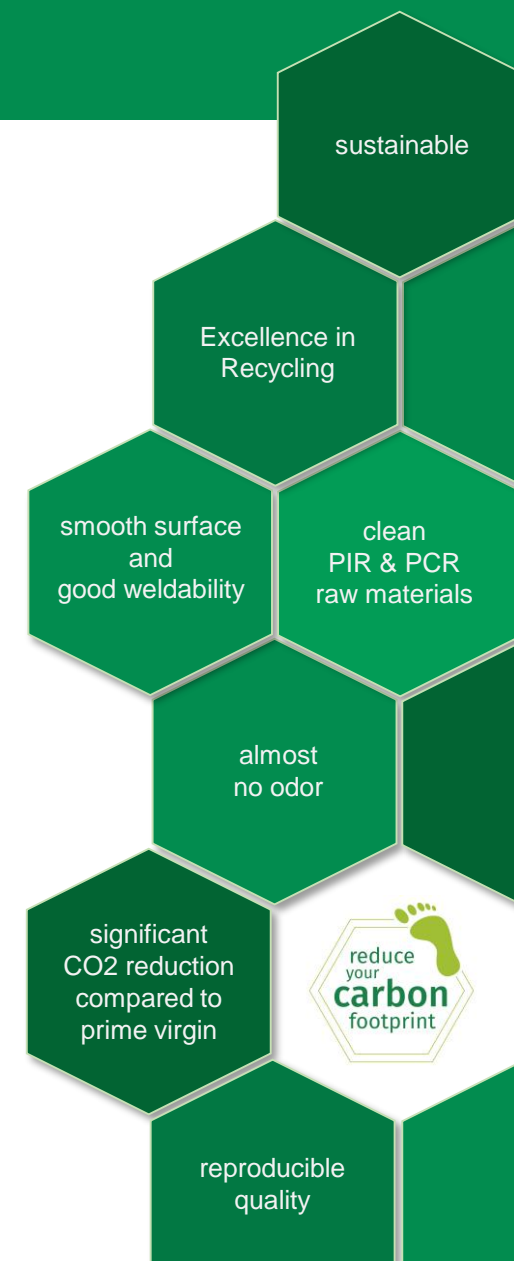 sustainable
Excellence in
Recycling
smooth surface
and
good weldability
clean
PIR & PCR
raw materials
almost
no odor
significant
CO2 reduction
compared to
prime virgin
reduce
your
carbon
footprint
reproducible
quality